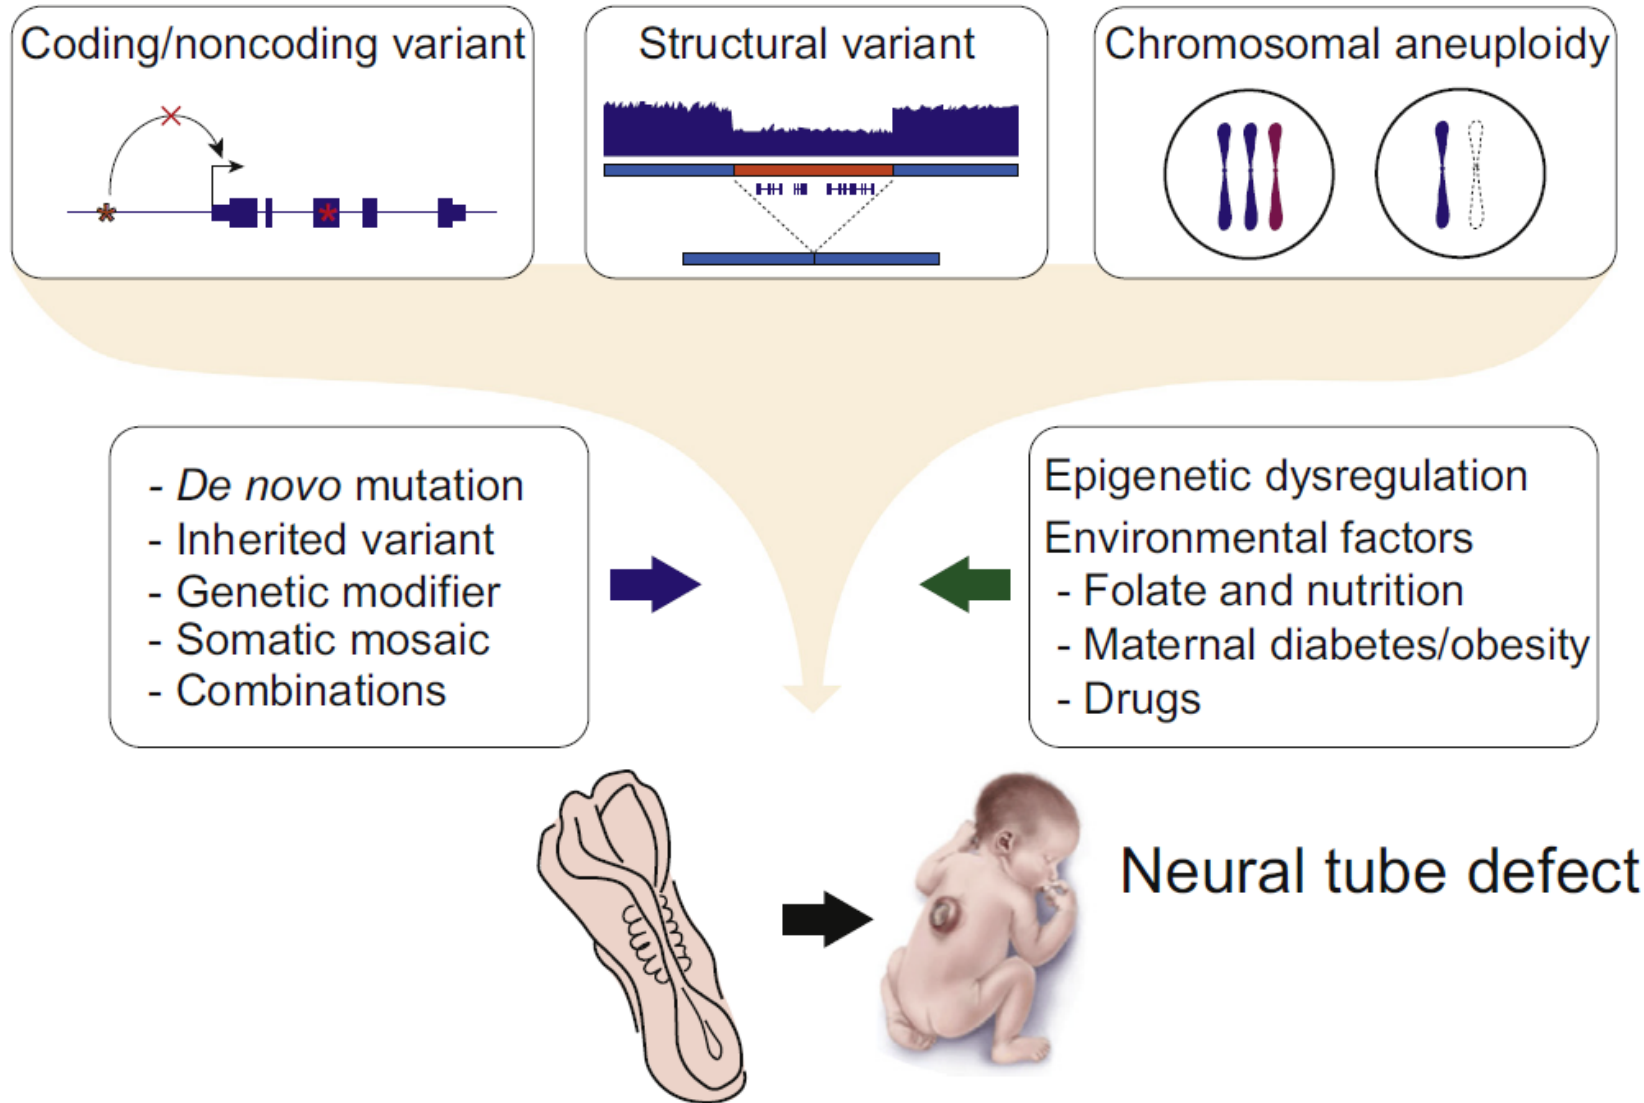 Coding/noncoding variant
Structural variant
Chromosomal aneuploidy
- De novo mutation
- Inherited variant
- Genetic modifier
- Somatic mosaic
- Combinations
Epigenetic dysregulation
Environmental factors
- Folate and nutrition
- Maternal diabetes/obesity
- Drugs
Neural tube defect